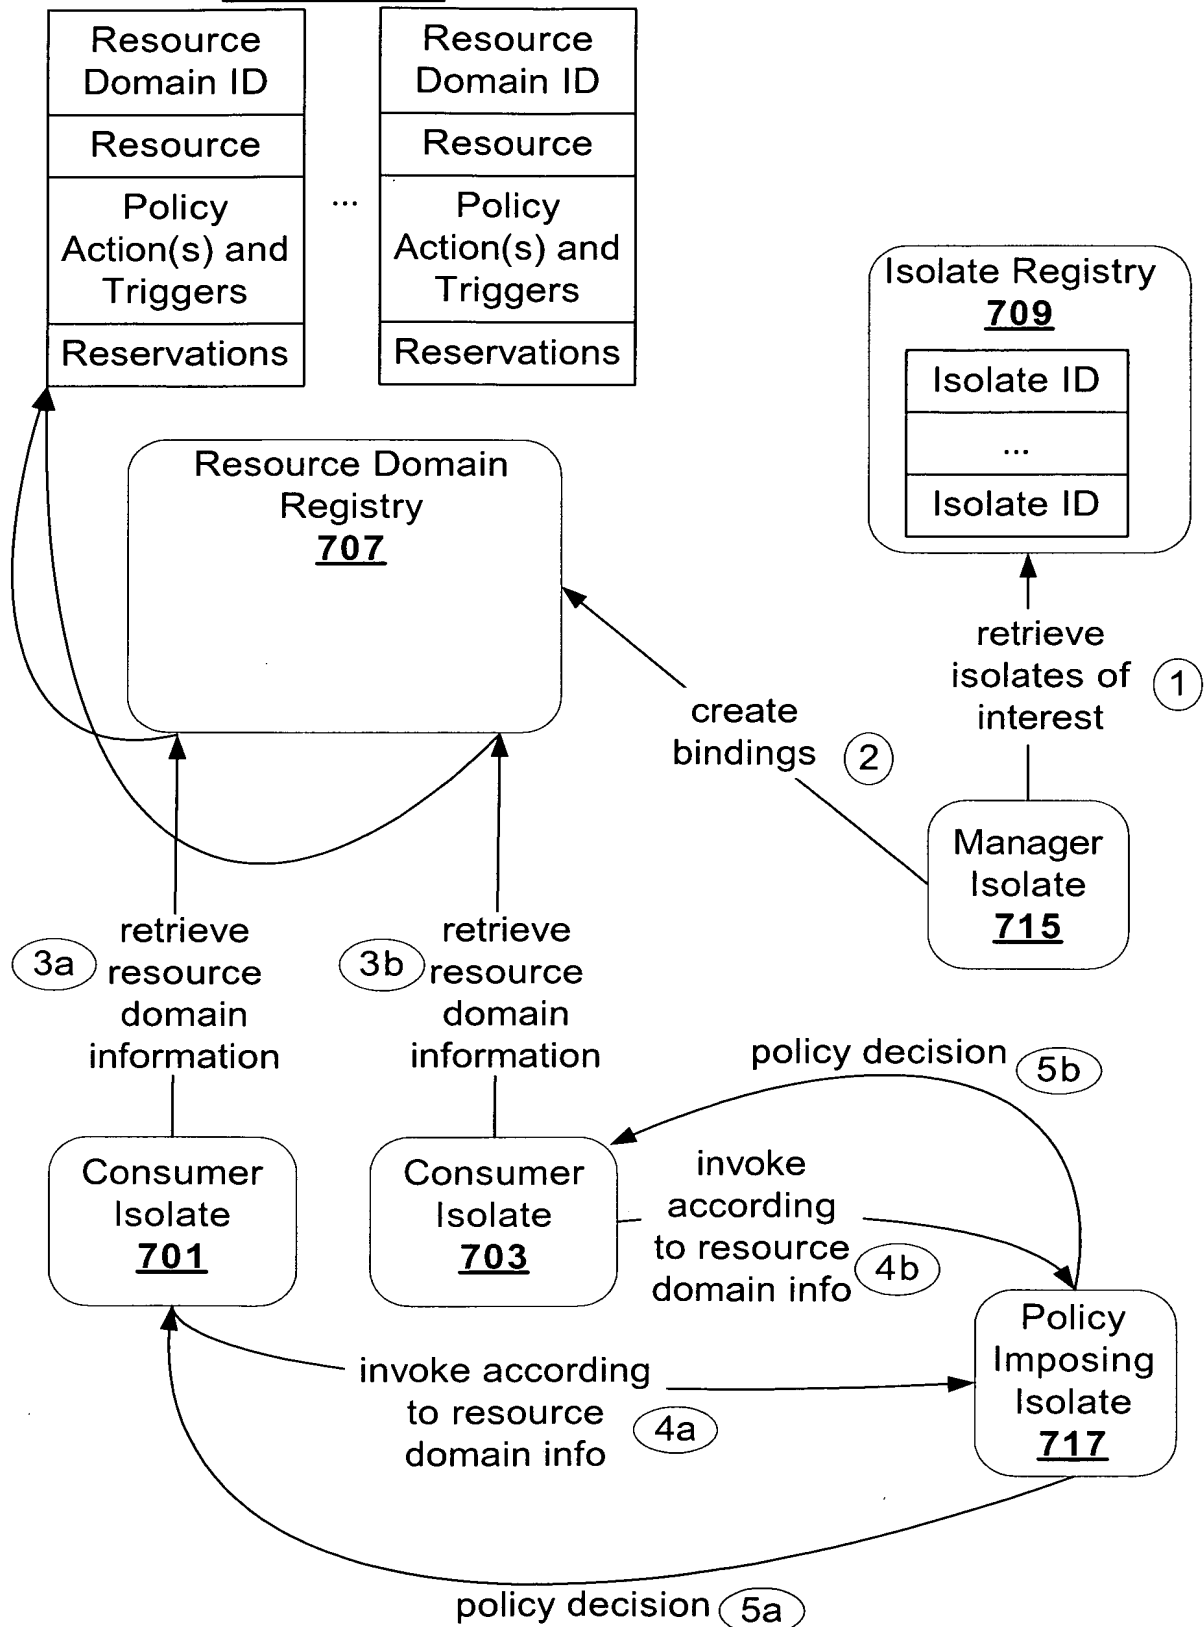 Resource
Domain ID
Resource
Policy
Action(s) and
Triggers
Reservations
...
Resource
Domain ID
Resource
Policy
Action(s) and
Triggers
Reservations
Isolate Registry
709
Isolate ID
...
Isolate ID
Resource Domain
Registry
707
retrieve
isolates of
interest
1
create
bindings
2
Manager
Isolate
715
3a
retrieve
resource
domain
information
3b
retrieve
resource
domain
information
policy decision
5b
Consumer
Isolate
701
Consumer
Isolate
703
invoke
according
to resource
domain info
4b
Policy
Imposing
Isolate
717
invoke according
to resource
domain info
4a
policy decision
5a